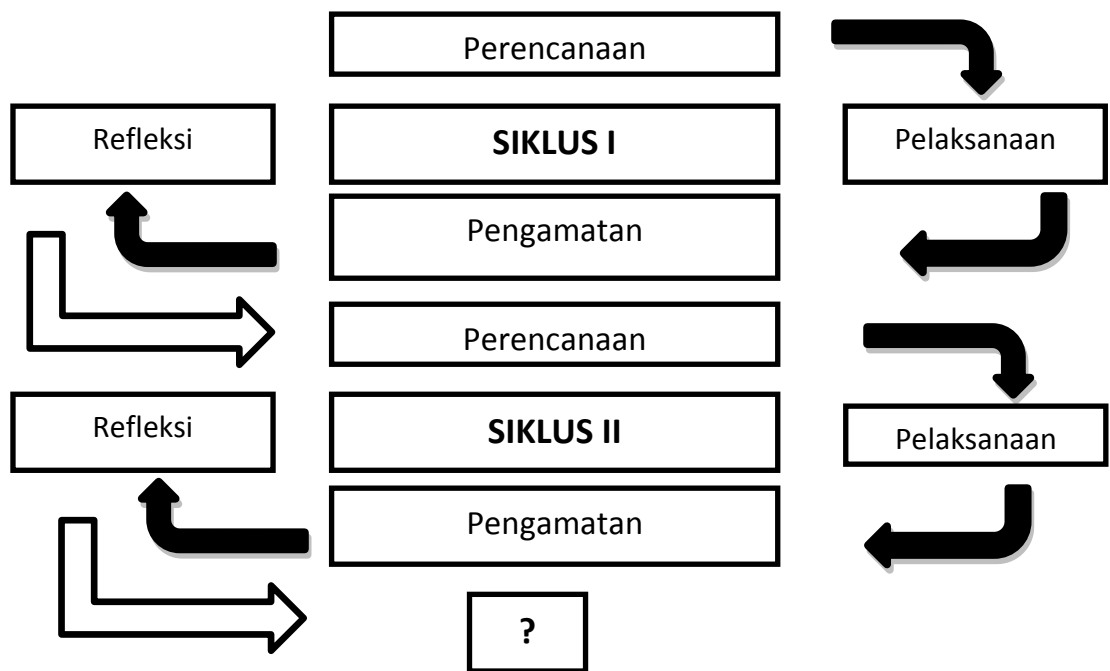 Perencanaan
Refleksi
SIKLUS I
Pelaksanaan
Pengamatan
Perencanaan
Refleksi
SIKLUS II
Pelaksanaan
Pengamatan
?